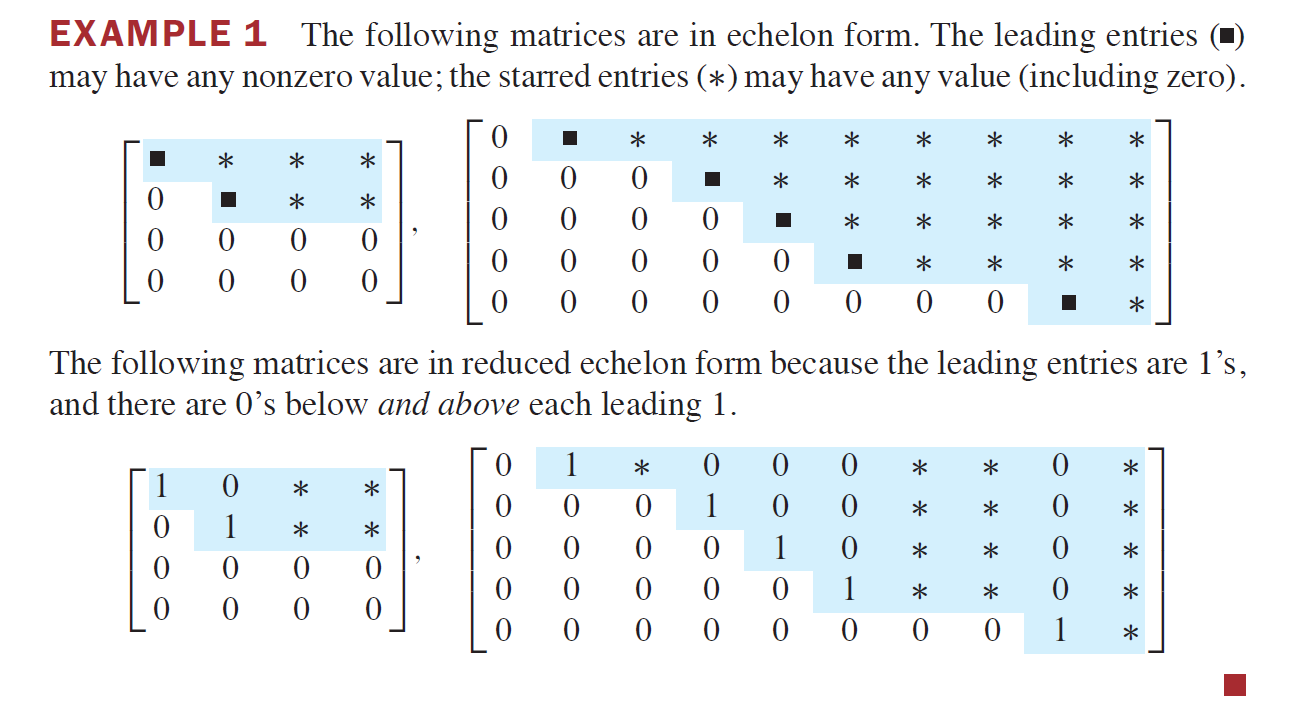 EXAMPLE 1 The following matrices are in echelon form. The leading entries (■)
may have any nonzero value; the starred entries (*) may have any value (including zero).
■ * * *
0 ■ * *
0 0 0 0
0 0 0 0
,
0 ■ * * * * * * * *
0 0 0 ■ * * * * * *
0 0 0 0 ■ * * * * *
0 0 0 0 0 ■ * * * *
0 0 0 0 0 0 0 0 ■ *
The following matrices are in reduced echelon form because the leading entries are 1’s,
and there are 0’s below and above each leading 1.
1 0 * *
0 1 * *
0 0 0 0
0 0 0 0
,
0 1 * 0 0 0 * * 0 *
0 0 0 1 0 0 * * 0 *
0 0 0 0 1 0 * * 0 *
0 0 0 0 0 1 * * 0 *
0 0 0 0 0 0 0 0 1 *